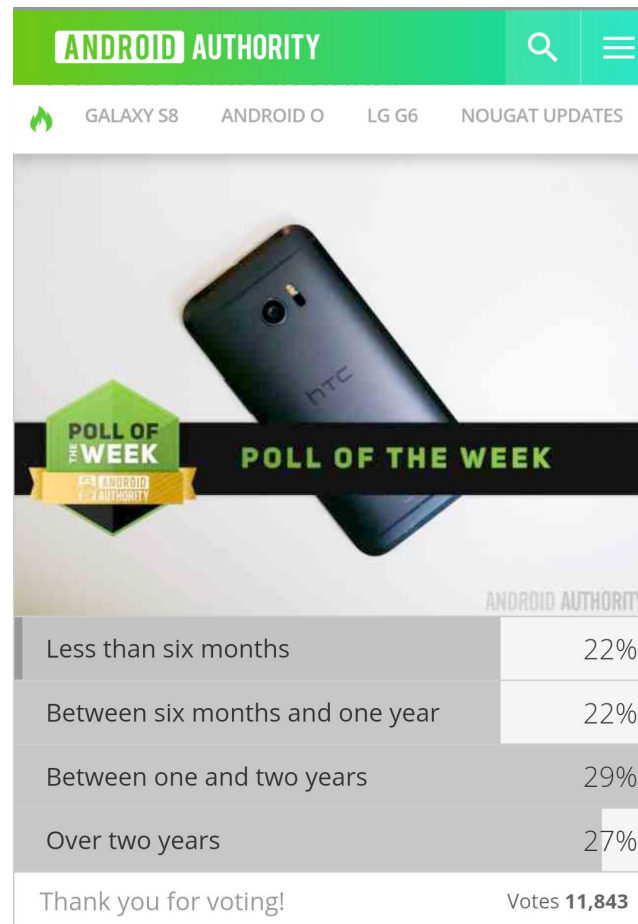 ANDROID AUTHORITY
GALAXY S8 ANDROID O LG G6 NOUGAT UPDATES
hTC
POLL OF
THE WEEK
ANDROID
AUTHORITY
POLL OF THE WEEK
ANDROID AUTHORITY
Less than six months 22%
Between six months and one year 22%
Between one and two years 29%
Over two years 27%
Thank you for voting! Votes 11,843